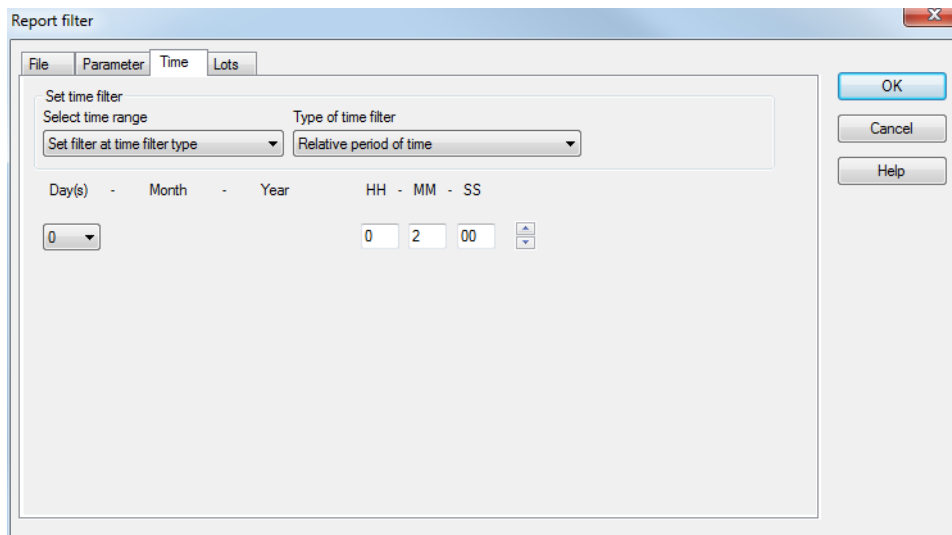 Report filter
X
File Parameter Time Lots
OK
Cancel
Help
Set time filter
Select time range Type of time filter
Set filter at time filter type Relative period of time
Day(s) - Month - Year HH - MM - SS
0 0 2 00